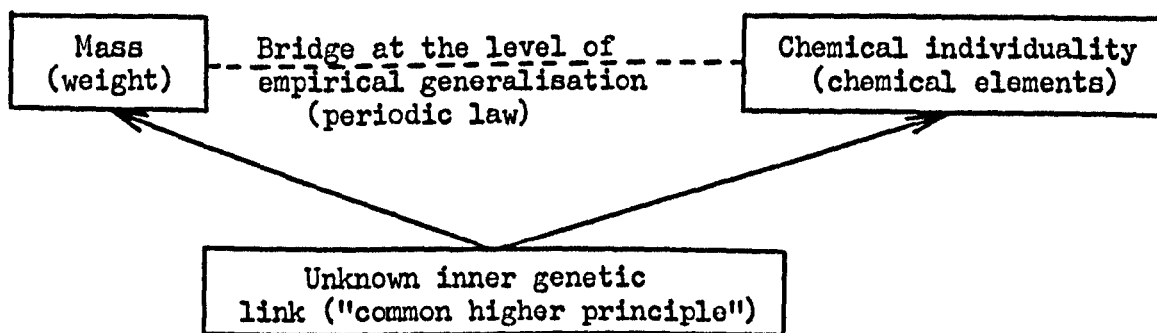 Mass
(weight)
Bridge at the level of
empirical generalisation
(periodic law)
Chemical individuality
(chemical elements)
Unknown inner genetic
link ("common higher principle")